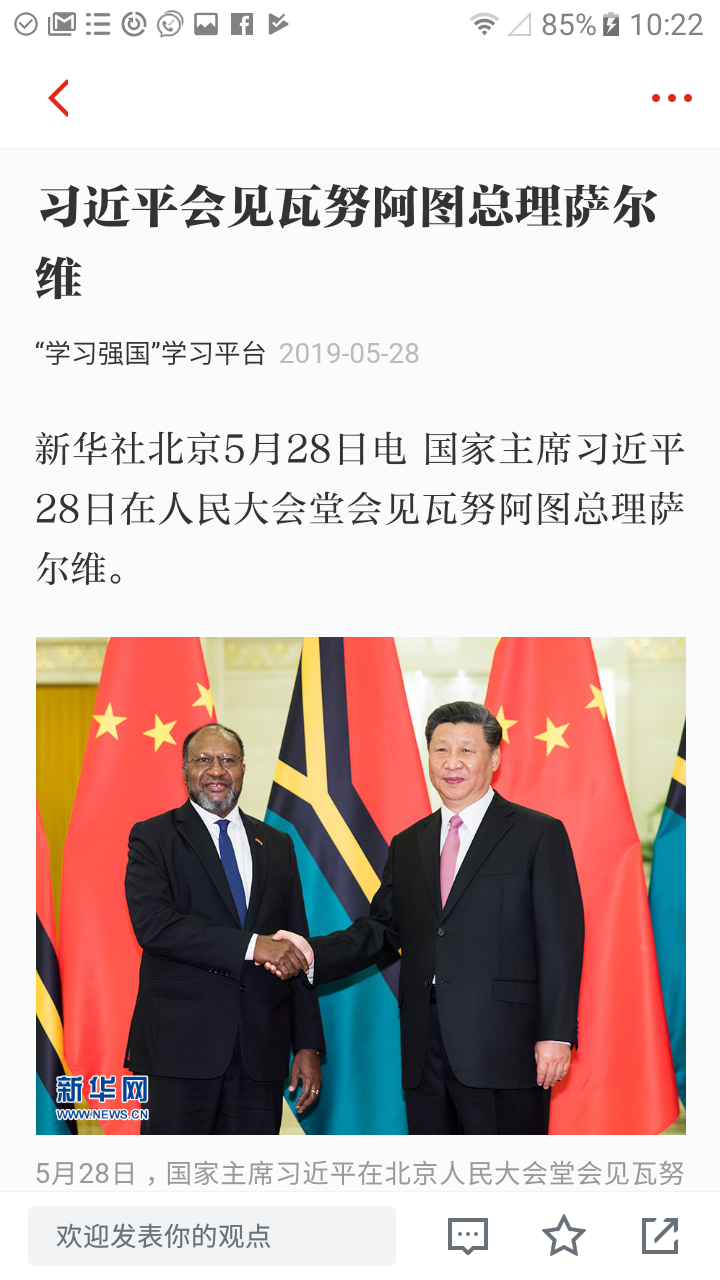 85% 10:22
习近平会见瓦努阿图总理萨尔
维
“学习强国”学习平台 2019-05-28
新华社北京5月28日电 国家主席习近平
28日在人民大会堂会见瓦努阿图总理萨
尔维。
新华网
WWW.NEWS.CN
5月28日，国家主席习近平在北京人民大会堂会见瓦努
欢迎发表你的观点